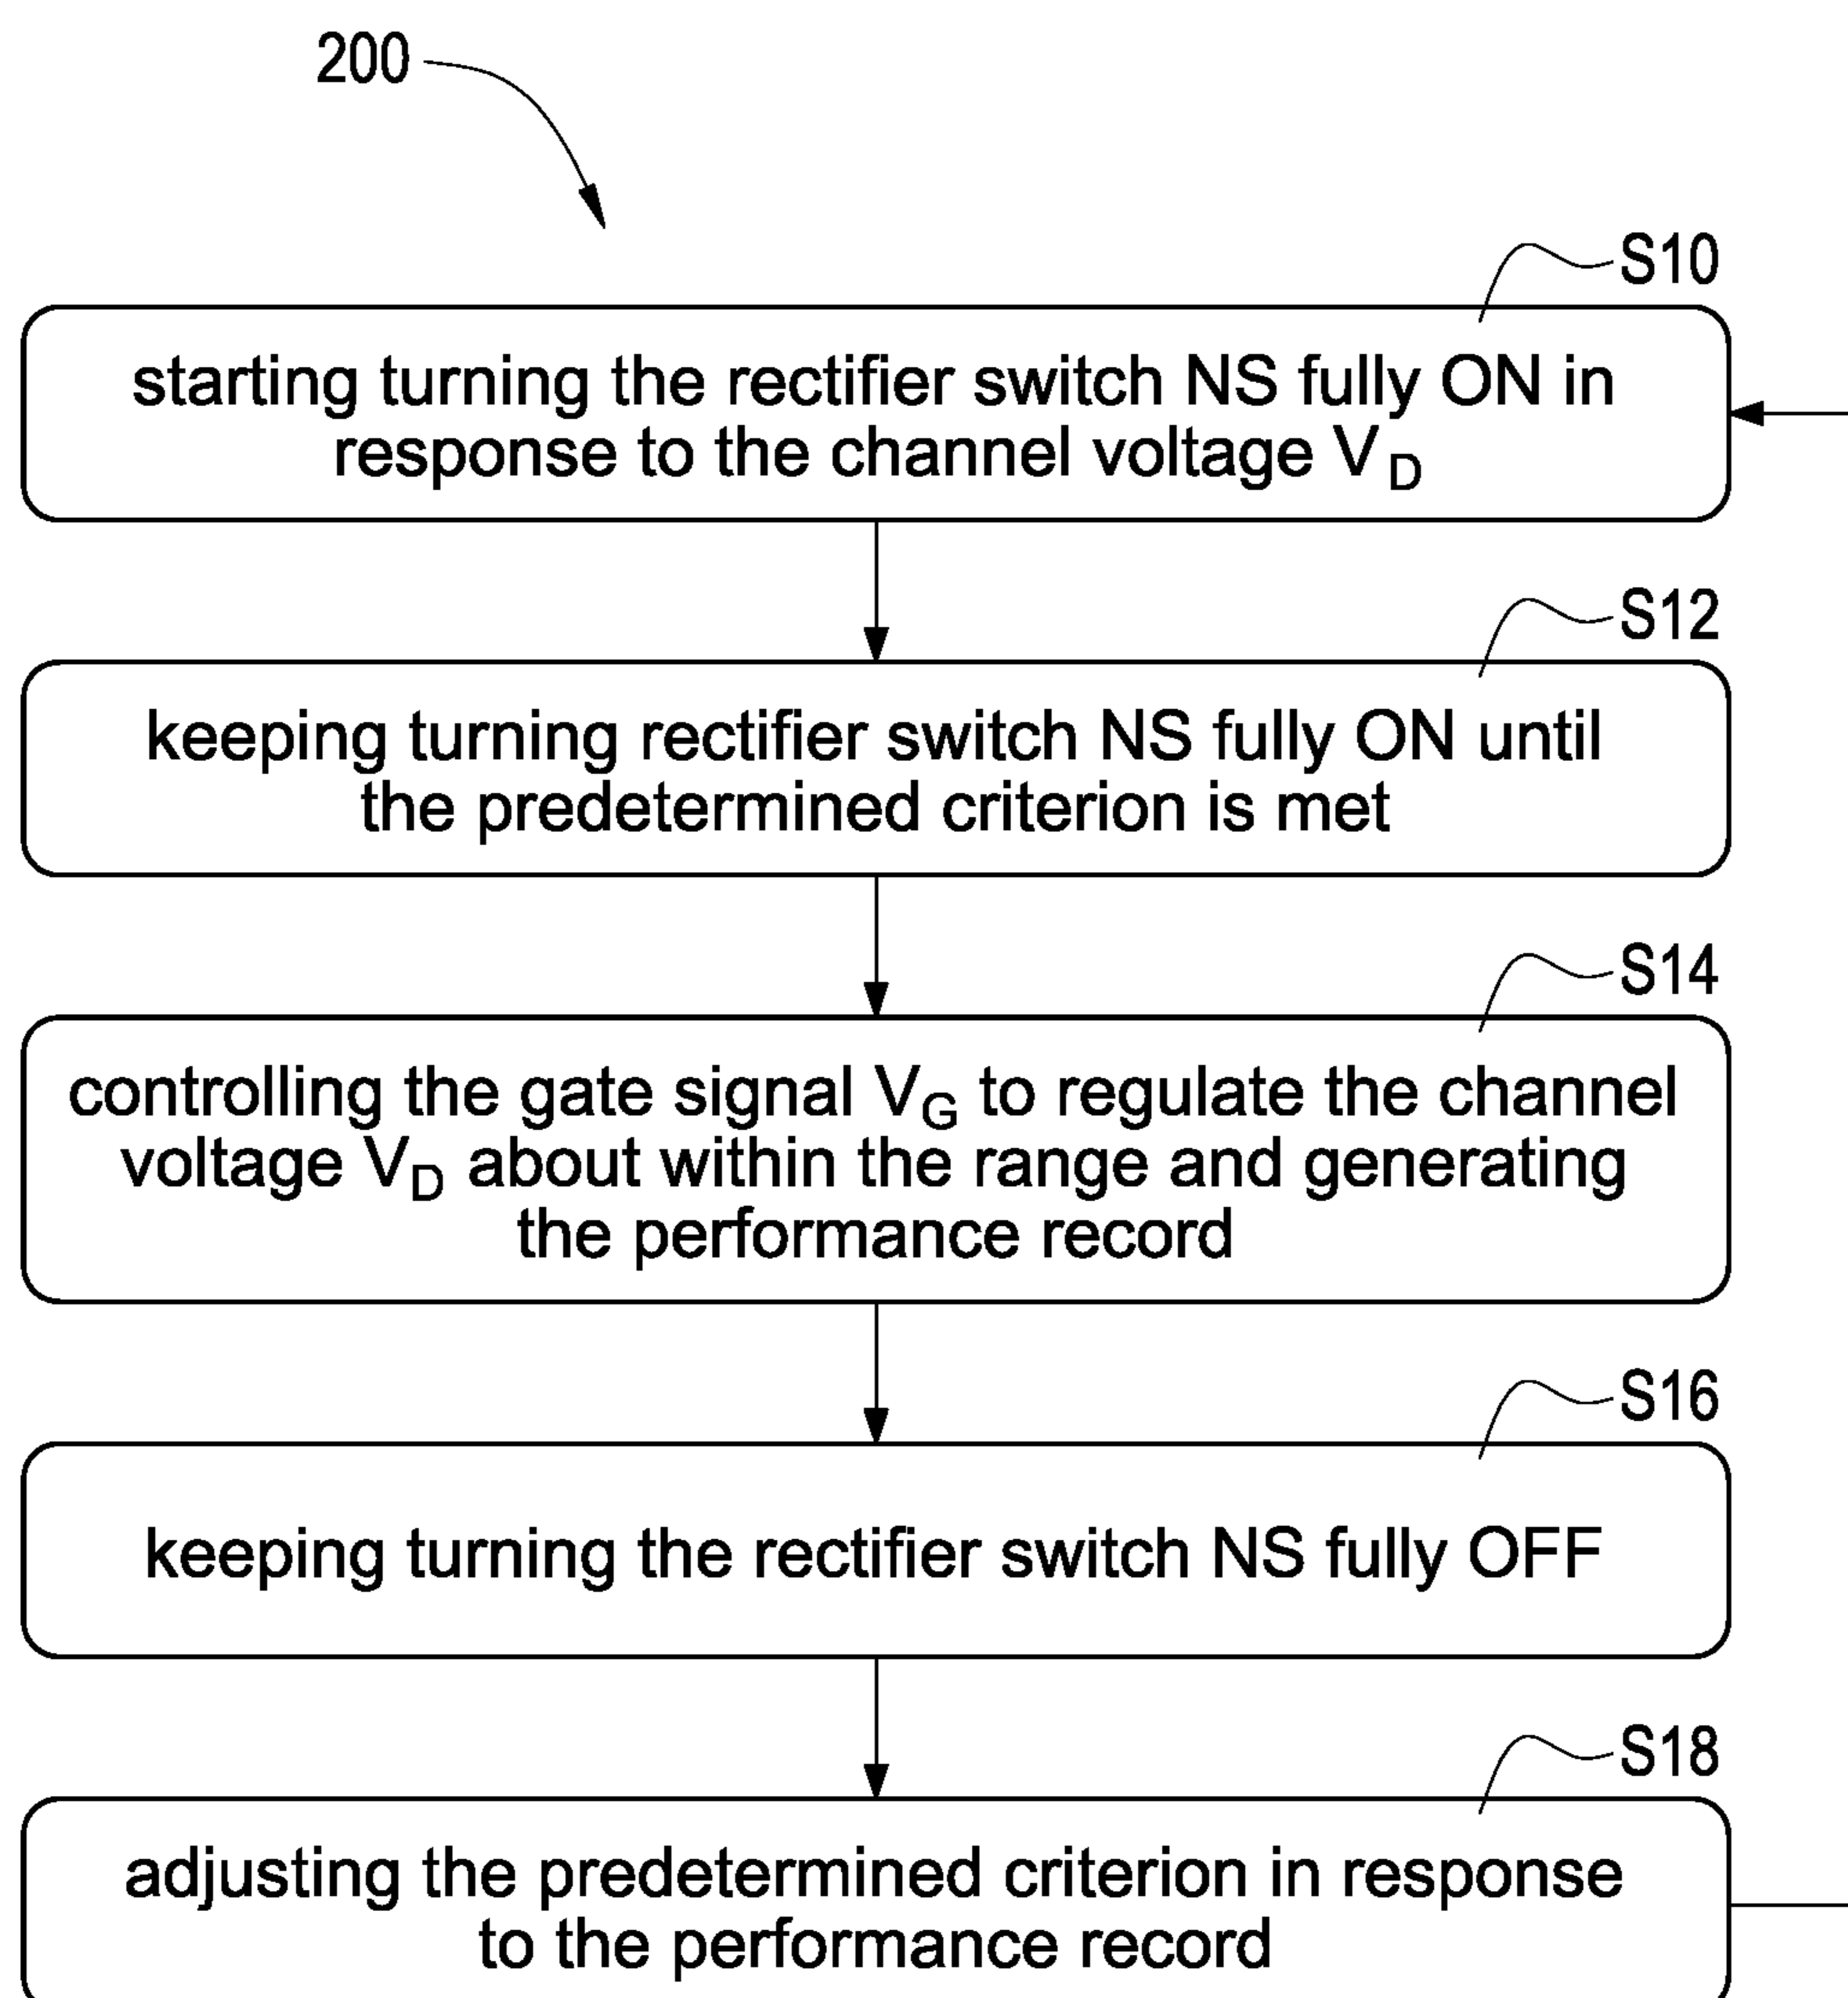 200
S10
starting turning the rectifier switch NS fully ON in
response to the channel voltage VD
S12
keeping turning rectifier switch NS fully ON until
the predetermined criterion is met
S14
controlling the gate signal VG to regulate the channel
voltage VD about within the range and generating
the performance record
S16
keeping turning the rectifier switch NS fully OFF
S18
adjusting the predetermined criterion in response
to the performance record